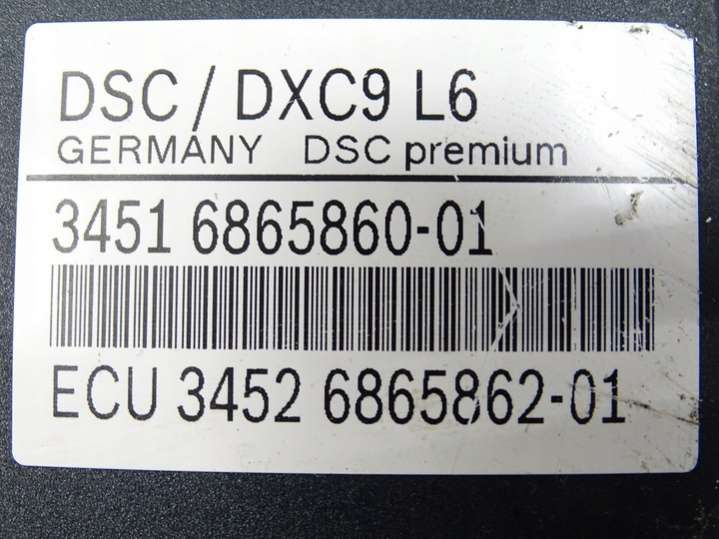 DSC / DXC9 L6
GERMANY DSC premium
3451 6865860-01
ECU 3452 6865862-01